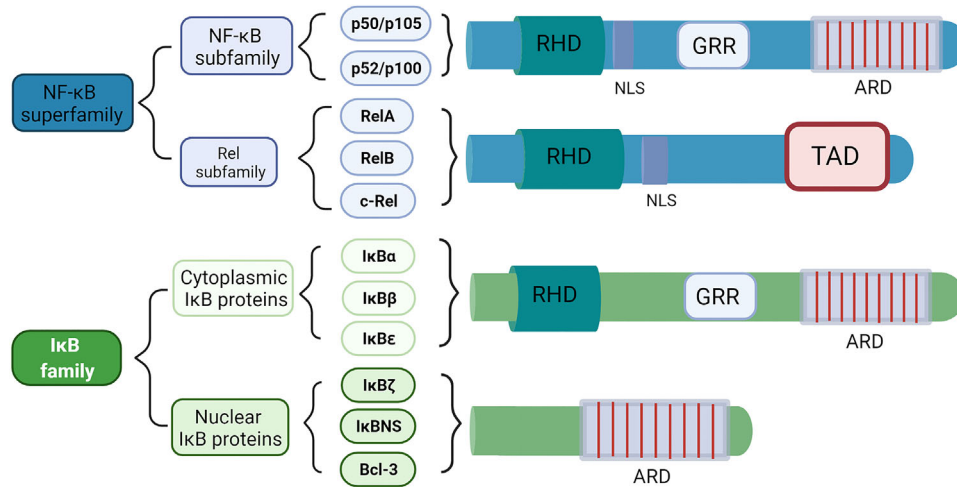 NF-κB
superfamily
NF-κB
subfamily
p50/p105
p52/p100
RHD
NLS
GRR
ARD
Rel
subfamily
RelA
RelB
c-Rel
RHD
NLS
TAD
IκB
family
Cytoplasmic
IκB proteins
IκBα
IκBβ
IκBε
RHD
GRR
ARD
Nuclear
IκB proteins
IκBζ
IκBNS
Bcl-3
ARD